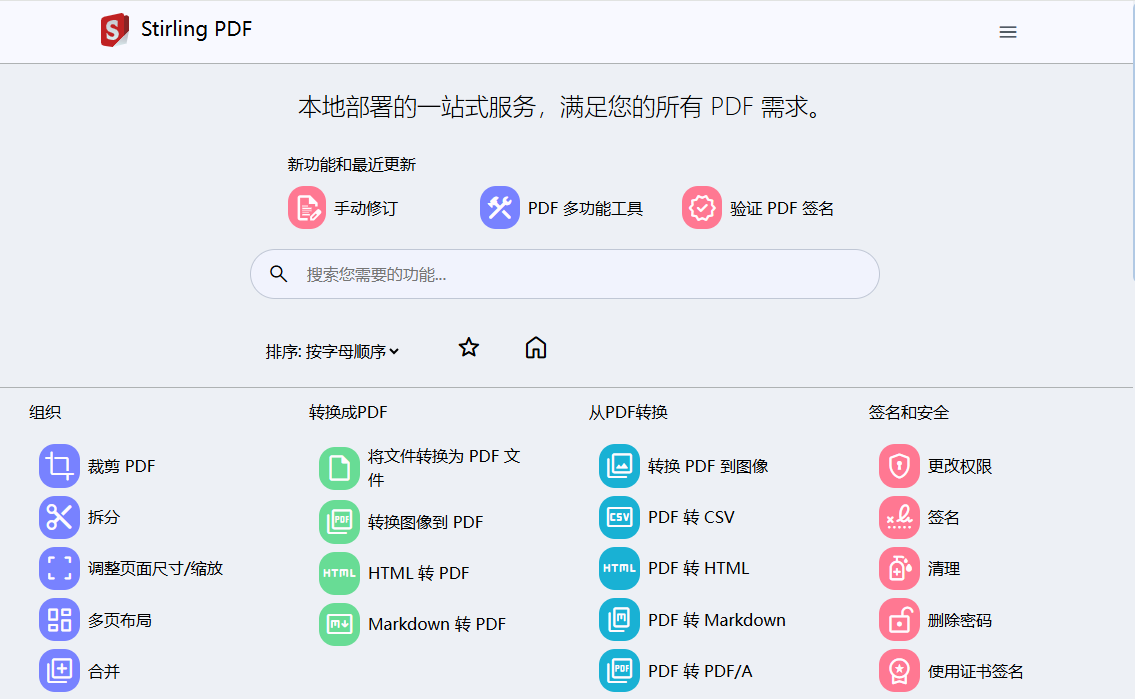 Stirling PDF
本地部署的一站式服务，满足您的所有 PDF 需求。
新功能和最近更新
手动修订
PDF 多功能工具
验证 PDF 签名
搜索您需要的功能...
排序: 按字母顺序
组织
裁剪 PDF
拆分
调整页面尺寸/缩放
多页布局
合并
转换成PDF
将文件转换为 PDF 文
件
PDF
转换图像到 PDF
HTML
HTML 转 PDF
Markdown 转 PDF
从PDF转换
转换 PDF 到图像
CSV
PDF 转 CSV
HTML
PDF 转 HTML
PDF 转 Markdown
PDF
PDF 转 PDF/A
签名和安全
更改权限
签名
清理
删除密码
使用证书签名